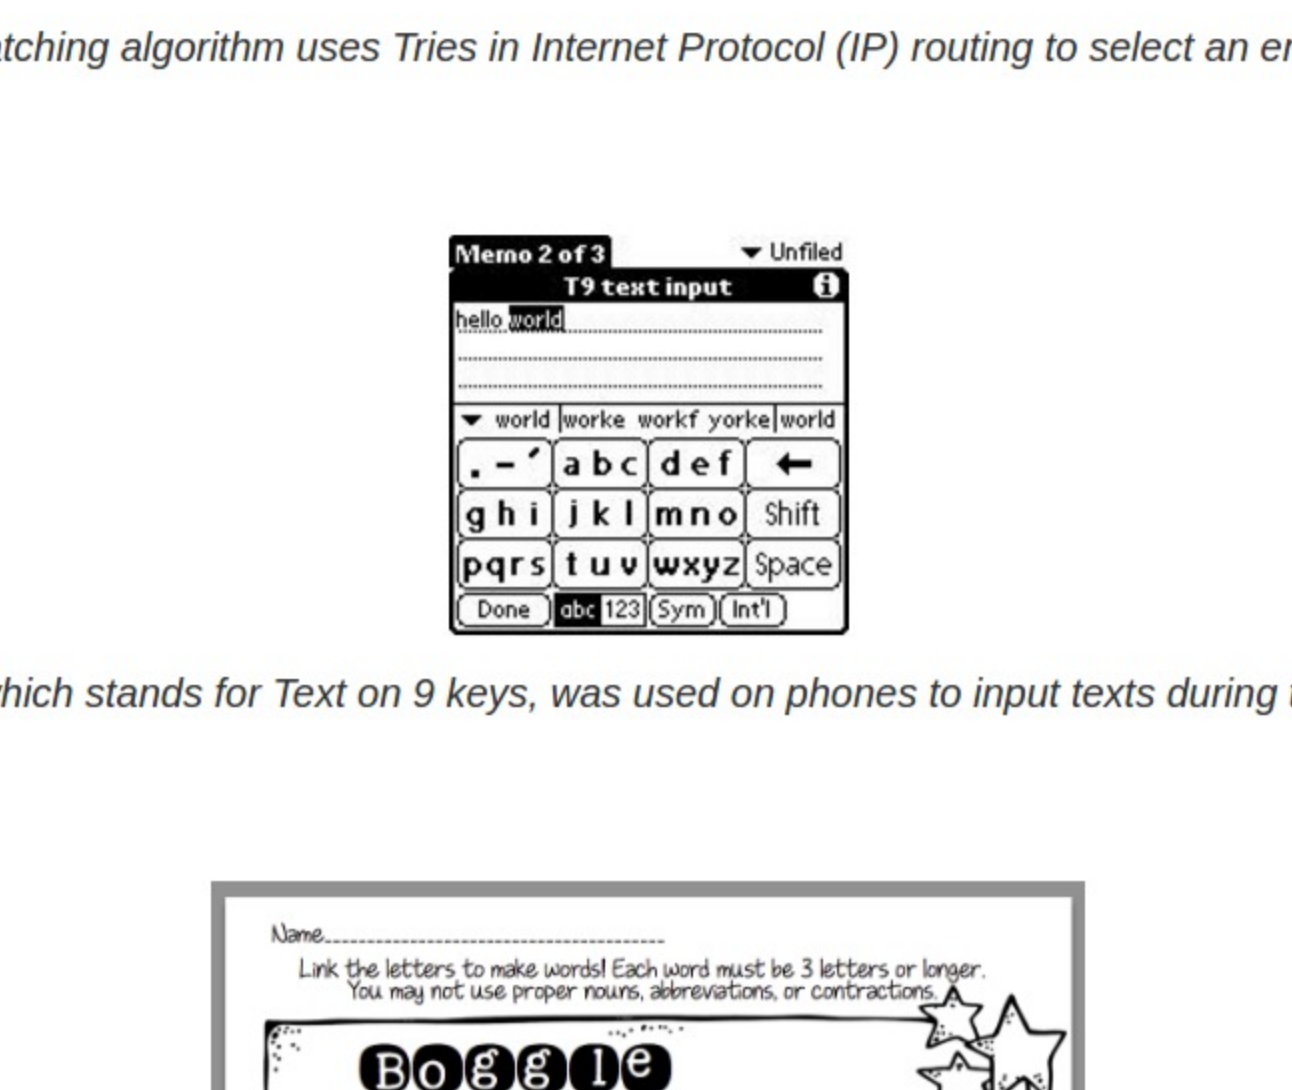 atching algorithm uses Tries in Internet Protocol (IP) routing to select an
Memo 2 of 3 Unfiled
T9 text input
hello world
world worke workf yorke world
. - ' abc def
ghi jkl mno Shift
pqrs tuv wxyz Space
Done abc 123 Sym Int'l
which stands for Text on 9 keys, was used on phones to input texts during
Name
Link the letters to make words! Each word must be 3 letters or longer.
You may not use proper nouns, abbreviations, or contractions.
Boggle